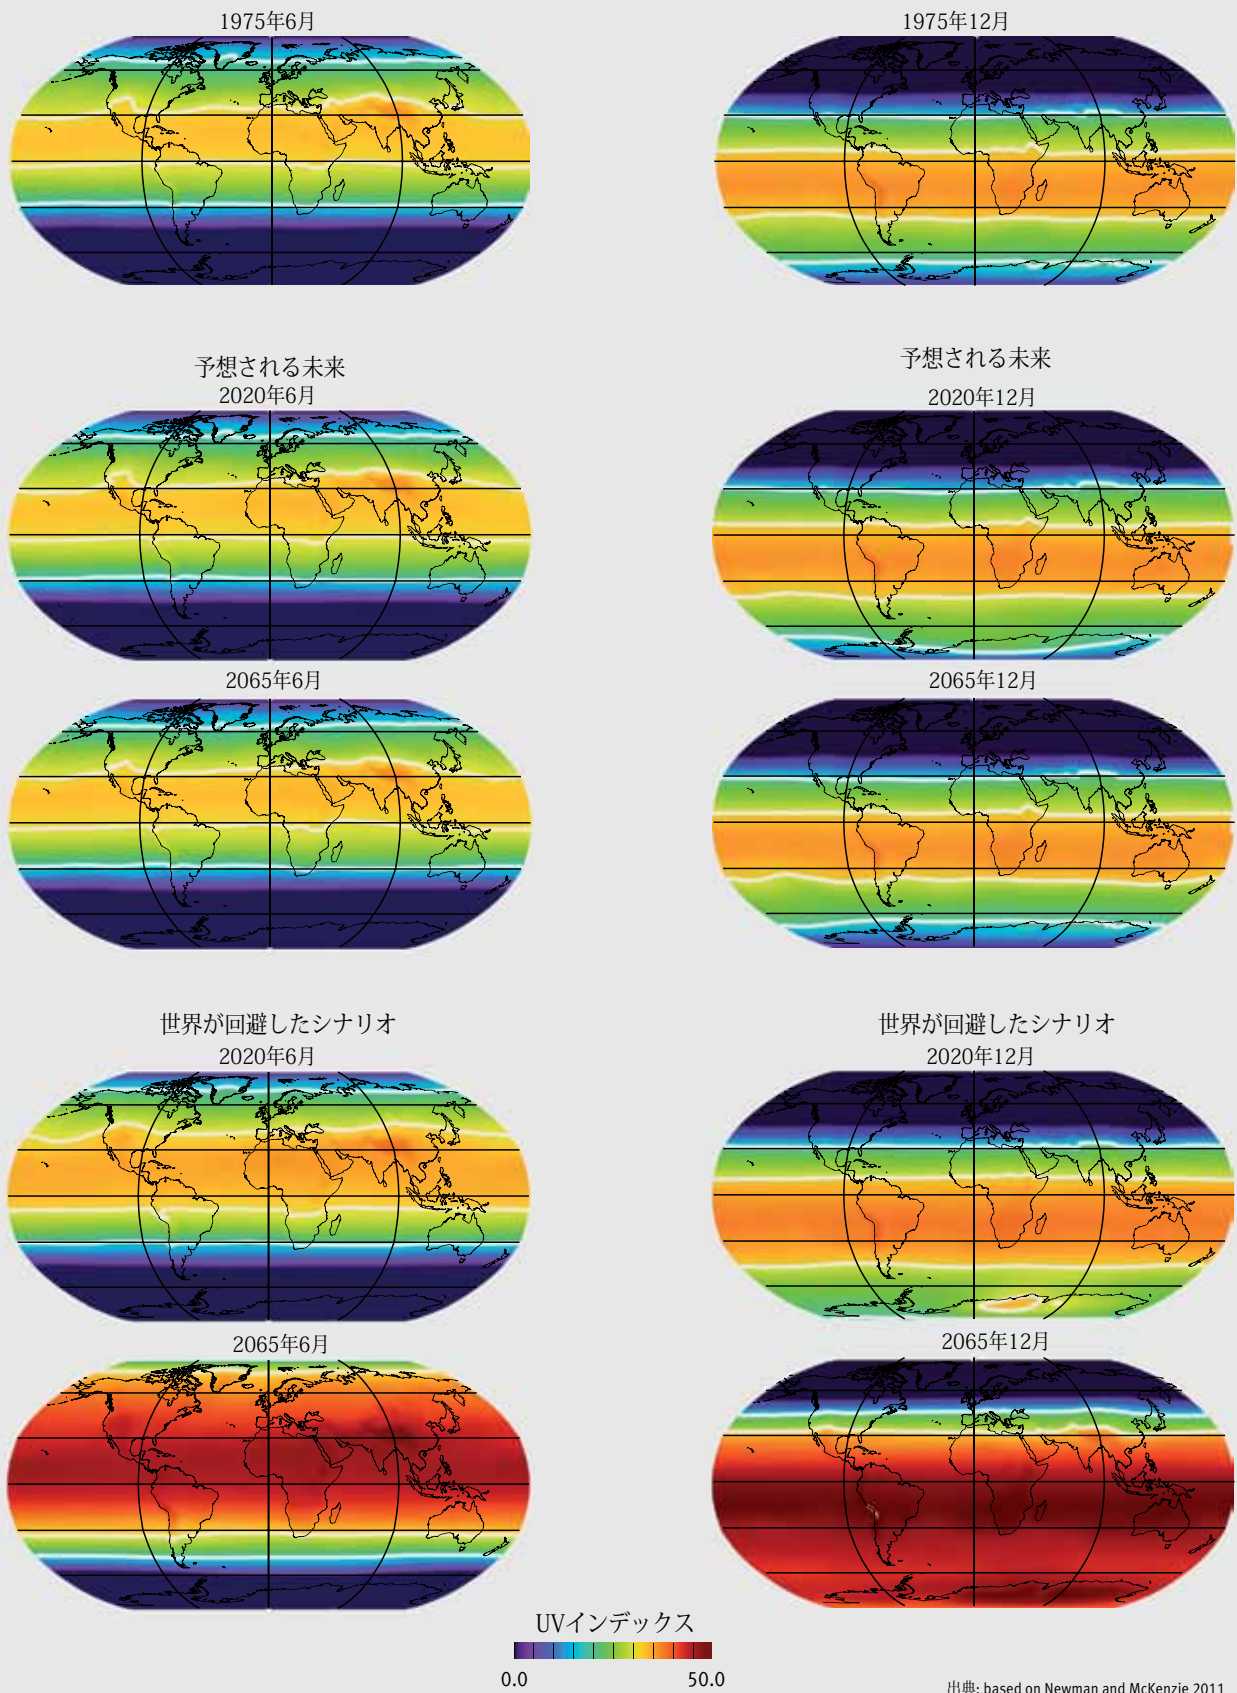 1975年6月
1975年12月
予想される未来
2020年6月
予想される未来
2020年12月
2065年6月
2065年12月
世界が回避したシナリオ
2020年6月
世界が回避したシナリオ
2020年12月
2065年6月
2065年12月
UVインデックス
0.0 50.0
出典: based on Newman and McKenzie 2011